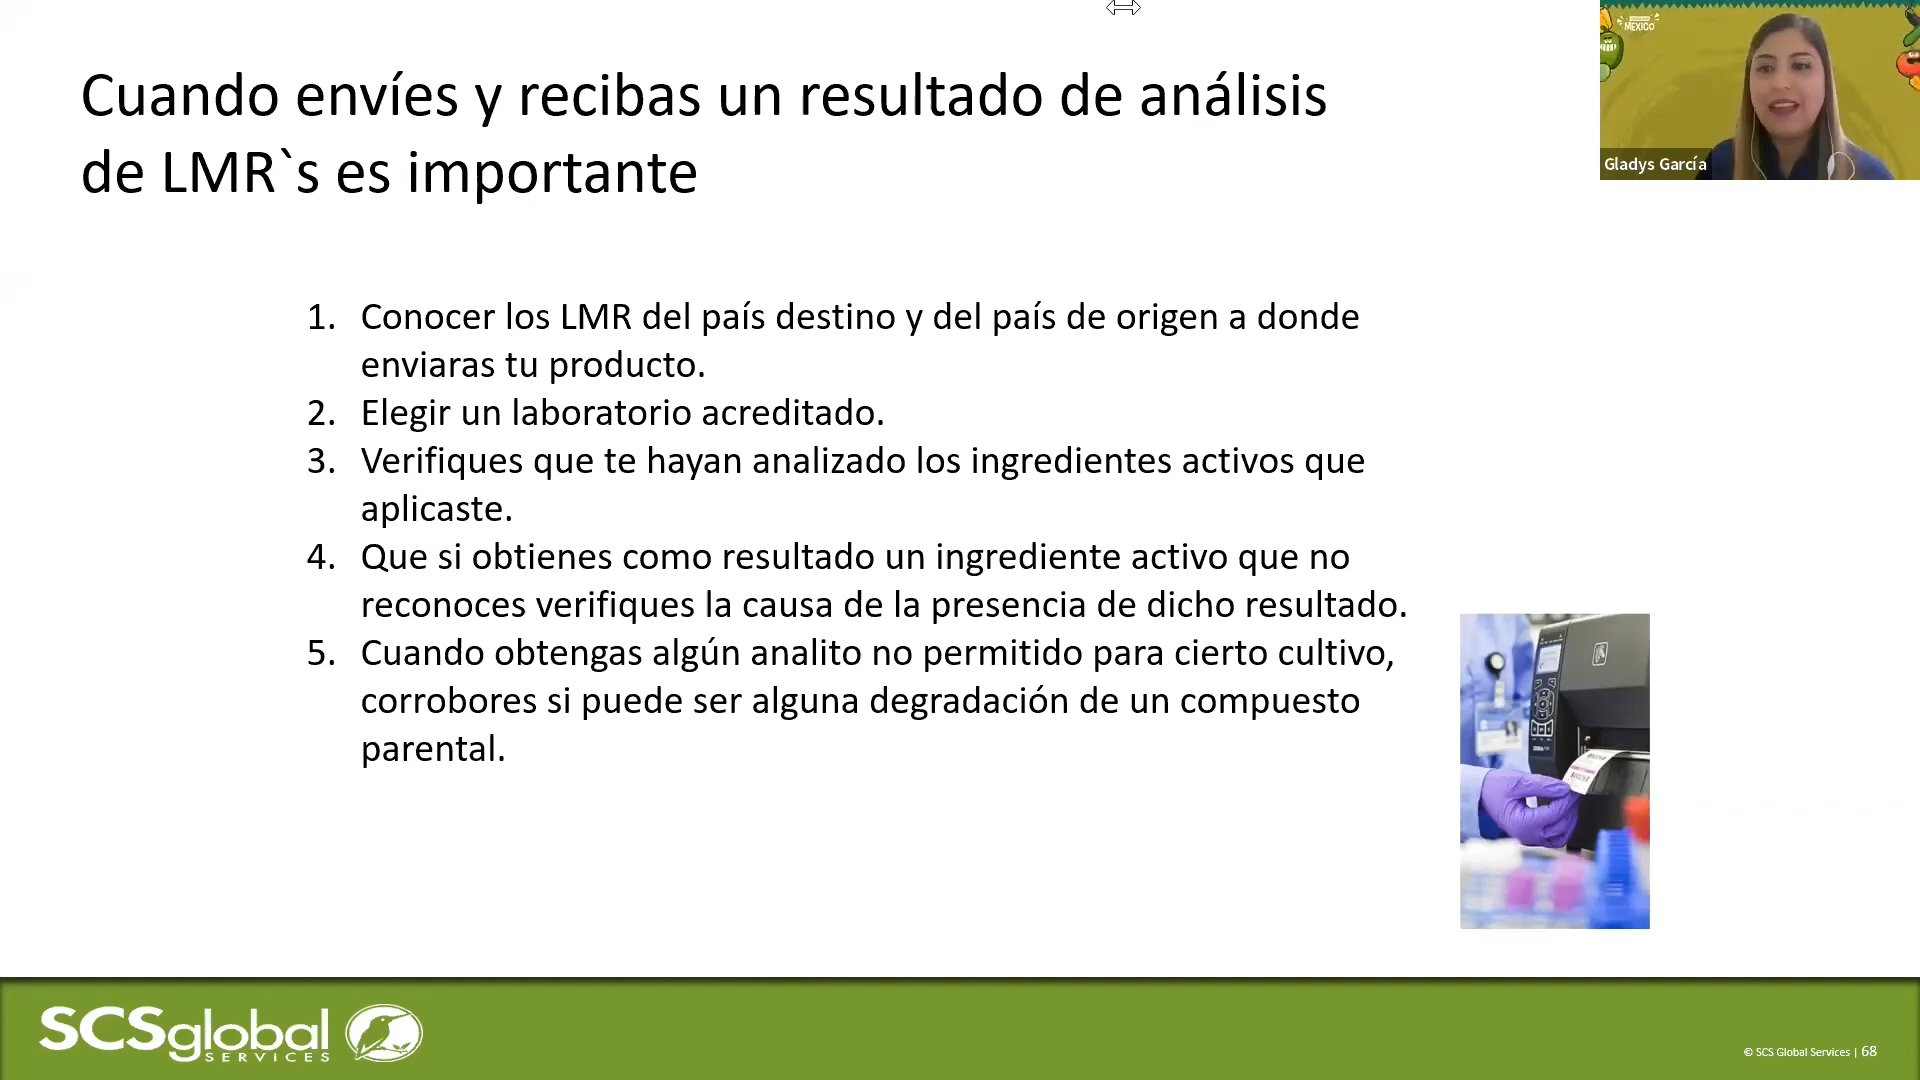 Cuando envíes y recibas un resultado de análisis
de LMR`s es importante
MEXICO
Gladys García
1. Conocer los LMR del país destino y del país de origen a donde
enviaras tu producto.
2. Elegir un laboratorio acreditado.
3. Verifiques que te hayan analizado los ingredientes activos que
aplicaste.
4. Que si obtienes como resultado un ingrediente activo que no
reconoces verifiques la causa de la presencia de dicho resultado.
5. Cuando obtengas algún analito no permitido para cierto cultivo,
corrobores si puede ser alguna degradación de un compuesto
parental.
SCSglobal
SERVICES
© SCS Global Services | 68